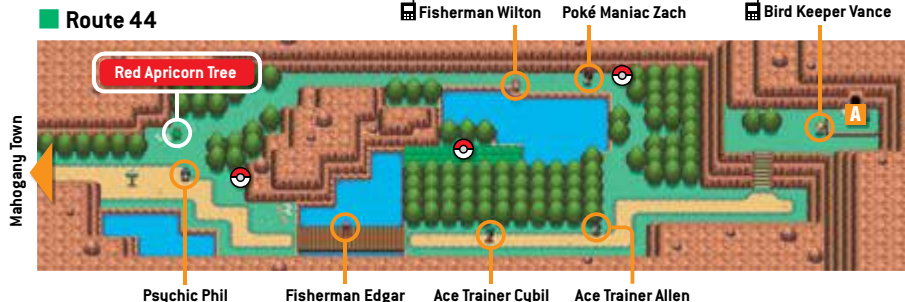 Route 44
Fisherman Wilton
Poké Maniac Zach
Bird Keeper Vance
Red Apricorn Tree
A
Mahogany Town
Psychic Phil
Fisherman Edgar
Ace Trainer Cybil
Ace Trainer Allen